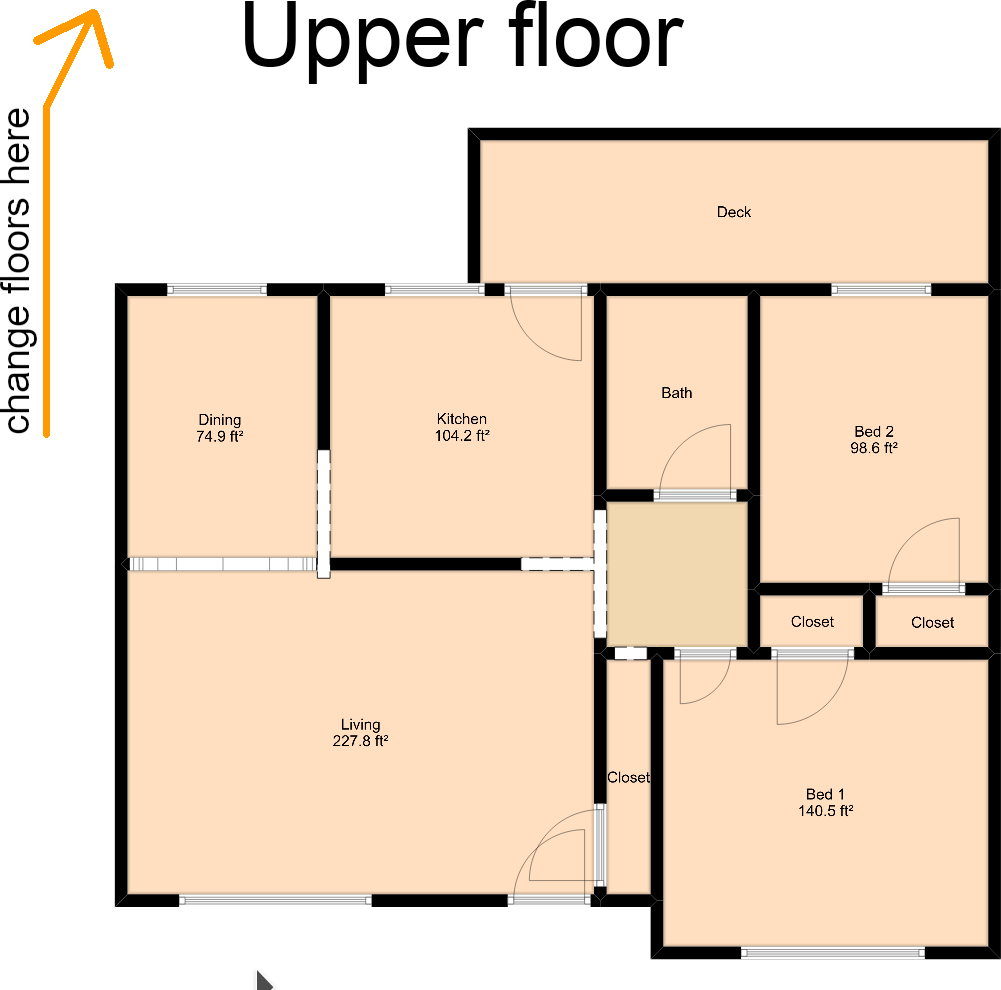 Upper floor
change floors here
Deck
Dining
74.9 ft²
Kitchen
104.2 ft²
Bath
Bed 2
98.6 ft²
Closet
Closet
Living
227.8 ft²
Closet
Bed 1
140.5 ft²